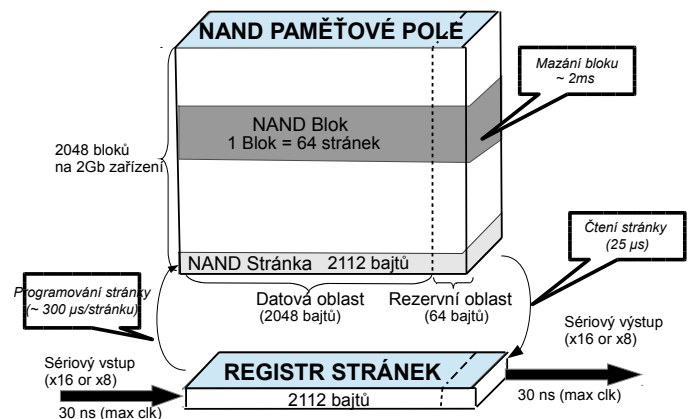 NAND PAMĚŤOVÉ POLE
Mazání bloku
~ 2ms
NAND Blok
1 Blok = 64 stránek
2048 bloků
na 2Gb zařízení
Čtení stránky
(25 µs)
NAND Stránka 2112 bajtů
Programování stránky
(~ 300 µs/stránku)
Datová oblast
(2048 bajtů)
Rezervní oblast
(64 bajtů)
Sériový vstup
(x16 or x8)
Sériový výstup
(x16 or x8)
REGISTR STRÁNEK
2112 bajtů
30 ns (max clk)
30 ns (max clk)